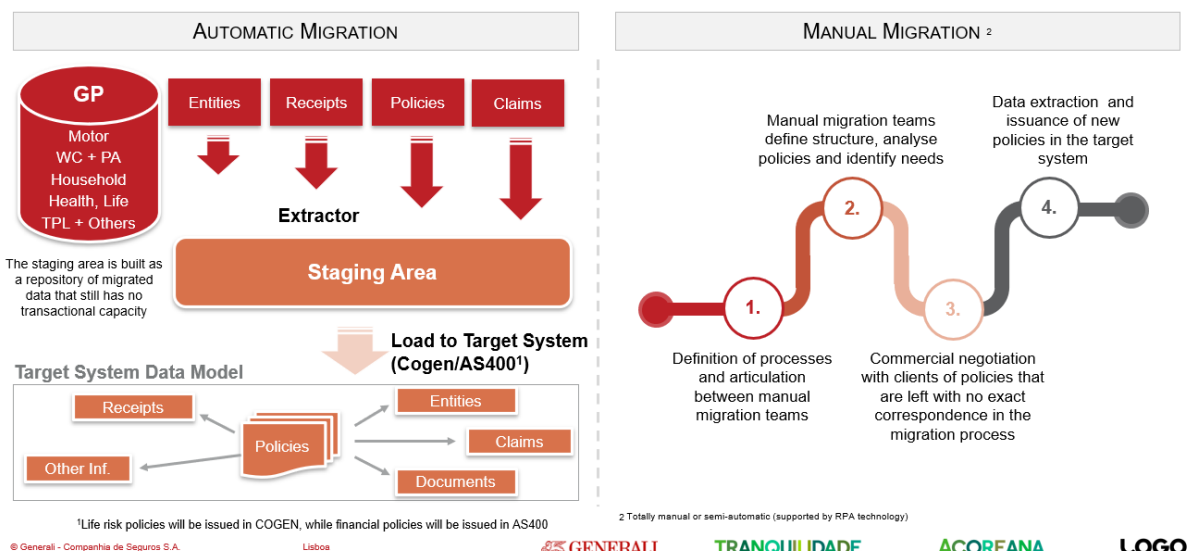 AUTOMATIC MIGRATION
GP
Motor
WC + PA
Household
Health, Life
TPL + Others
Entities
Receipts
Policies
Claims
Extractor
The staging area is built as
a repository of migrated
data that still has no
transactional capacity
Staging Area
Load to Target System
(Cogen/AS400¹)
Target System Data Model
Receipts
Other Inf.
Policies
Entities
Claims
Documents
¹Life risk policies will be issued in COGEN, while financial policies will be issued in AS400
MANUAL MIGRATION ²
Manual migration teams
define structure, analyse
policies and identify needs
Data extraction and
issuance of new
policies in the target
system
2.
4.
1.
3.
Definition of processes
and articulation
between manual
migration teams
Commercial negotiation
with clients of policies that
are left with no exact
correspondence in the
migration process
2 Totally manual or semi-automatic (supported by RPA technology)
© Generali - Companhia de Seguros S.A.
Lisboa
GENERALI
TRANQUILIDADE
AÇOREANA
LOGO